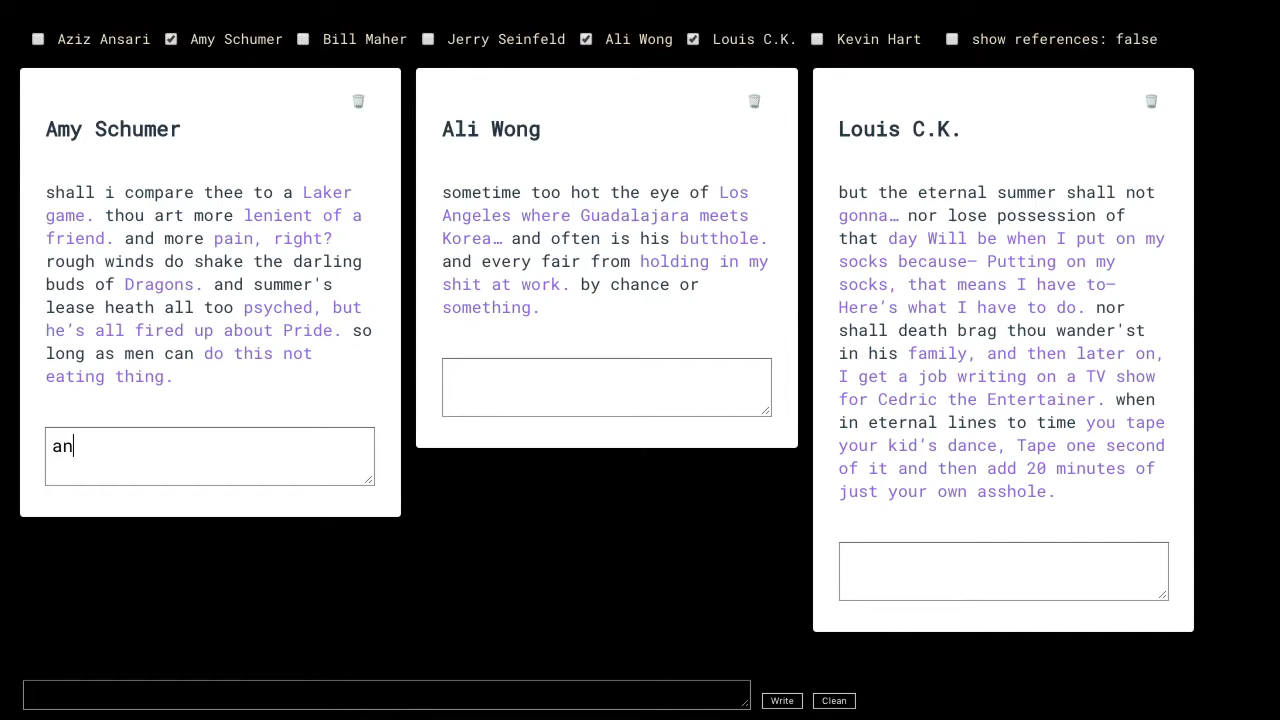 Aziz Ansari Amy Schumer Bill Maher Jerry Seinfeld Ali Wong Louis C.K. Kevin Hart show references: false
Amy Schumer
shall i compare thee to a Laker
game. thou art more lenient of a
friend. and more pain, right?
rough winds do shake the darling
buds of Dragons. and summer's
lease heath all too psyched, but
he’s all fired up about Pride. so
long as men can do this not
eating thing.
an
Ali Wong
sometime too hot the eye of Los
Angeles where Guadalajara meets
Korea… and often is his butthole.
and every fair from holding in my
shit at work. by chance or
something.
Louis C.K.
but the eternal summer shall not
gonna… nor lose possession of
that day Will be when I put on my
socks because— Putting on my
socks, that means I have to—
Here’s what I have to do. nor
shall death brag thou wander'st
in his family, and then later on,
I get a job writing on a TV show
for Cedric the Entertainer. when
in eternal lines to time you tape
your kid’s dance, Tape one second
of it and then add 20 minutes of
just your own asshole.
Write Clean